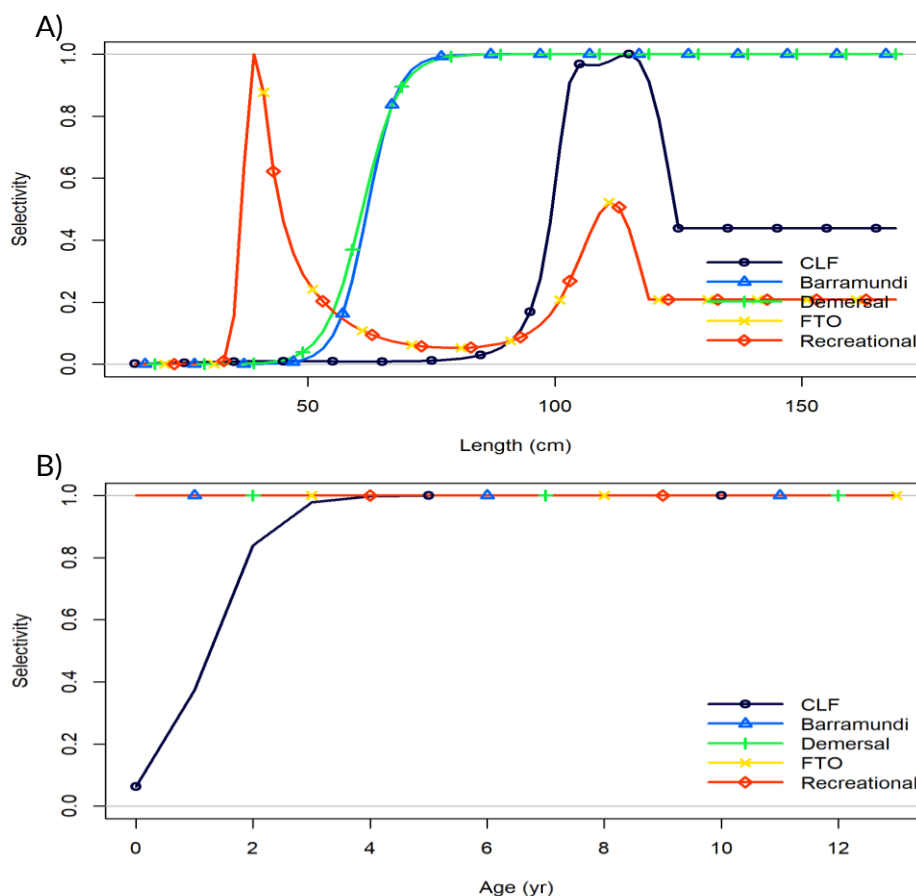 A)
Selectivity
1.0
0.8
0.6
0.4
0.2
0.0
CLF
Barramundi
Demersal
FTO
Recreational
50
100
150
Length (cm)
B)
Selectivity
1.0
0.8
0.6
0.4
0.2
0.0
CLF
Barramundi
Demersal
FTO
Recreational
0
2
4
6
8
10
12
Age (yr)